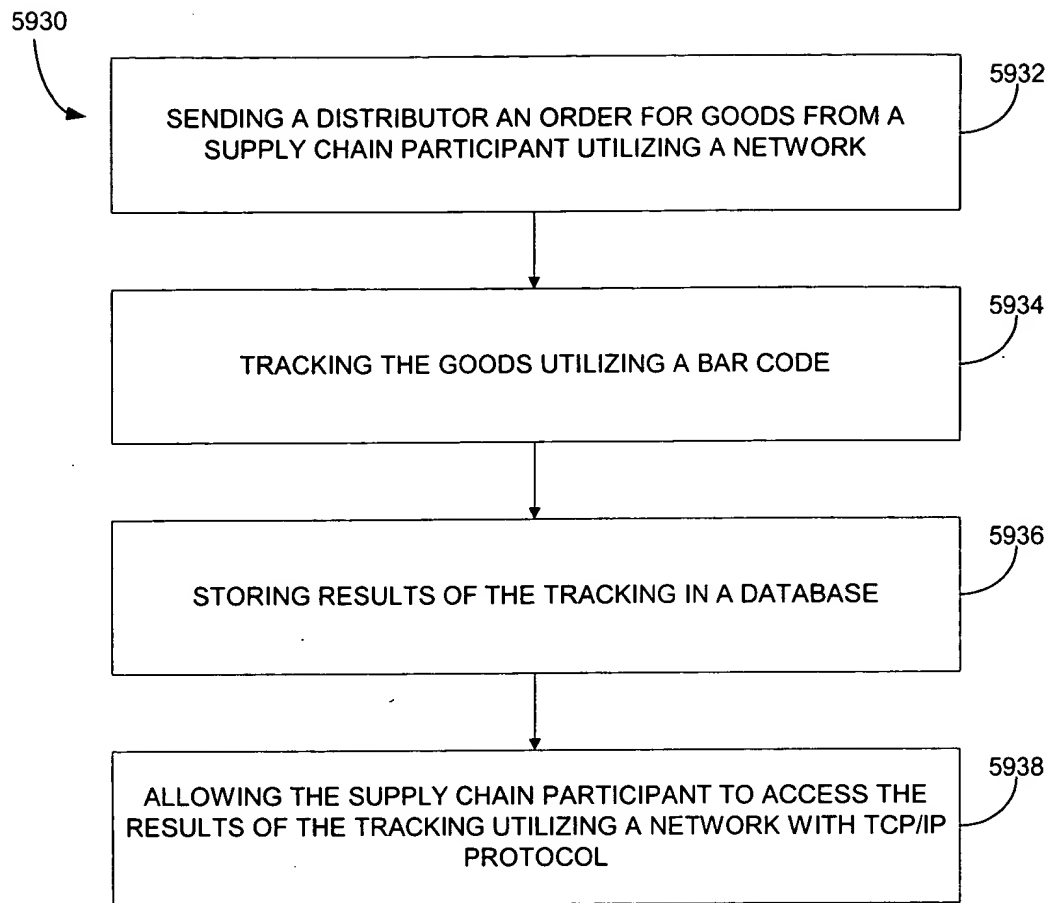 5930
5932
SENDING A DISTRIBUTOR AN ORDER FOR GOODS FROM A
SUPPLY CHAIN PARTICIPANT UTILIZING A NETWORK
5934
TRACKING THE GOODS UTILIZING A BAR CODE
5936
STORING RESULTS OF THE TRACKING IN A DATABASE
5938
ALLOWING THE SUPPLY CHAIN PARTICIPANT TO ACCESS THE
RESULTS OF THE TRACKING UTILIZING A NETWORK WITH TCP/IP
PROTOCOL